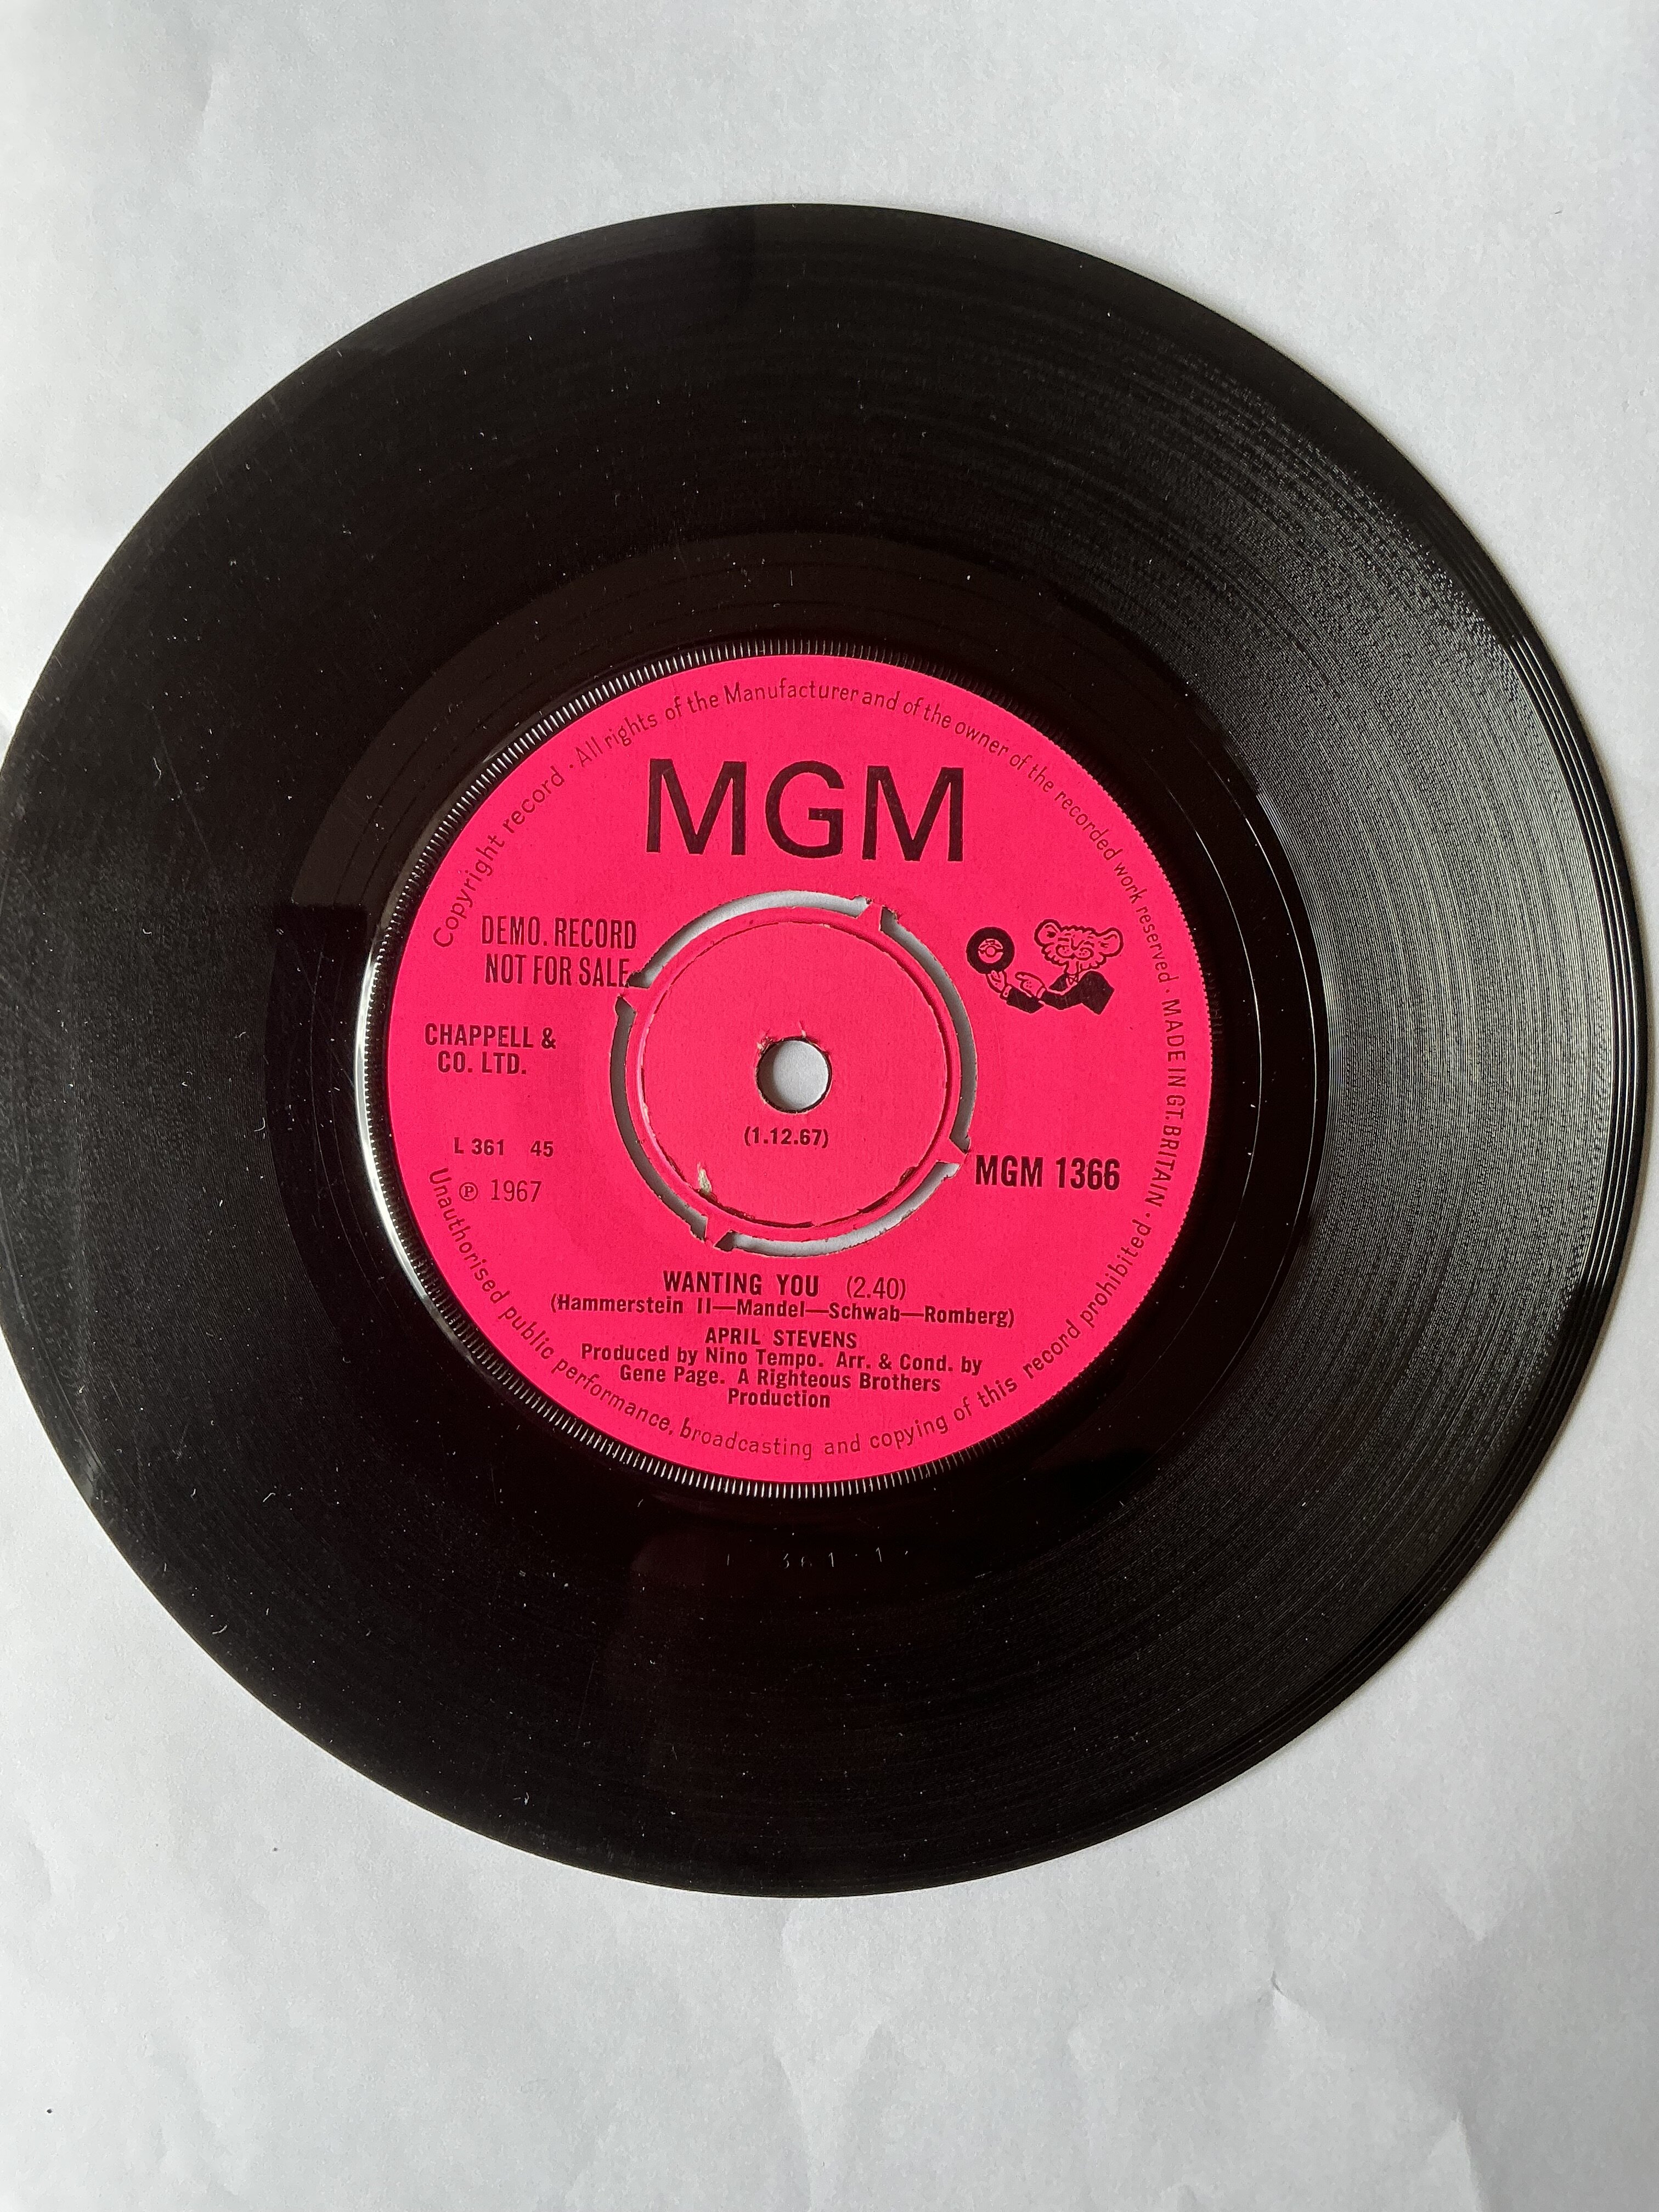 Copyright record · All rights of the Manufacturer and of the owner of the recorded work reserved · MADE IN GT. BRITAIN ·
MGM
DEMO. RECORD
NOT FOR SALE
CHAPPELL &
CO. LTD.
L 361 45
℗ 1967
(1.12.67)
MGM 1366
WANTING YOU (2.40)
(Hammerstein II—Mandel—Schwab—Romberg)
APRIL STEVENS
Produced by Nino Tempo. Arr. & Cond. by
Gene Page. A Righteous Brothers
Production
Unauthorised public performance, broadcasting and copying of this record prohibited ·